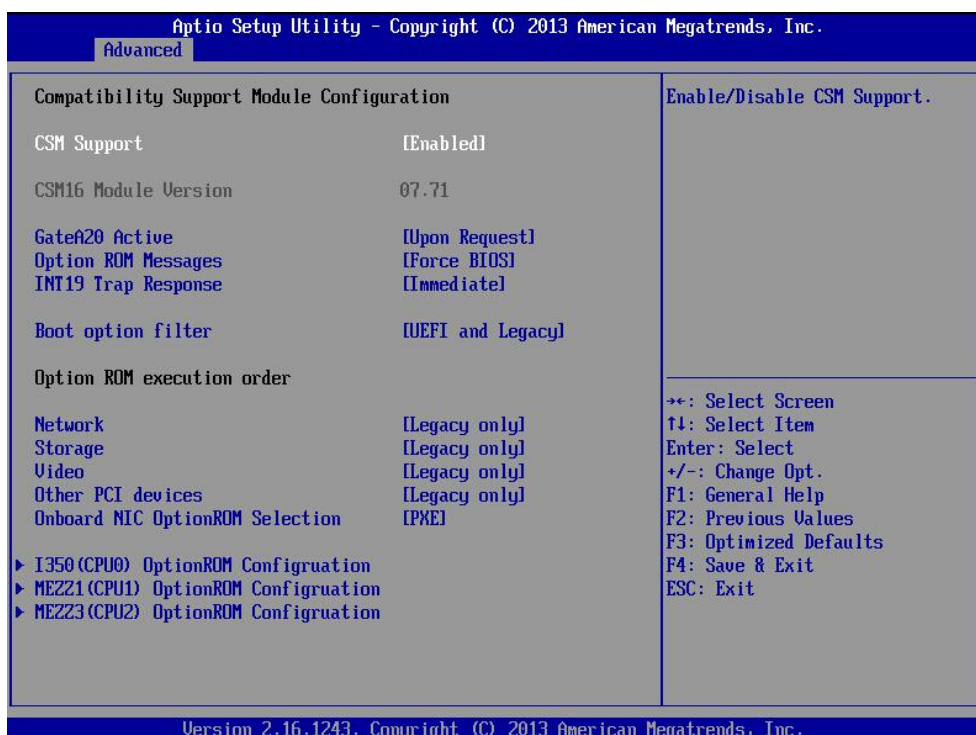 Aptio Setup Utility - Copyright (C) 2013 American Megatrends, Inc.
Advanced
Compatibility Support Module Configuration
Enable/Disable CSM Support.
CSM Support [Enabled]
CSM16 Module Version 07.71
GateA20 Active [Upon Request]
Option ROM Messages [Force BIOS]
INT19 Trap Response [Immediate]
Boot option filter [UEFI and Legacy]
Option ROM execution order
Network [Legacy only]
Storage [Legacy only]
Video [Legacy only]
Other PCI devices [Legacy only]
Onboard NIC OptionROM Selection [PXE]
I350(CPU0) OptionROM Configruation
MEZZ1(CPU1) OptionROM Configruation
MEZZ3(CPU2) OptionROM Configruation
→←: Select Screen
↑↓: Select Item
Enter: Select
+/-: Change Opt.
F1: General Help
F2: Previous Values
F3: Optimized Defaults
F4: Save & Exit
ESC: Exit
Version 2.16.1243. Copyright (C) 2013 American Megatrends, Inc.